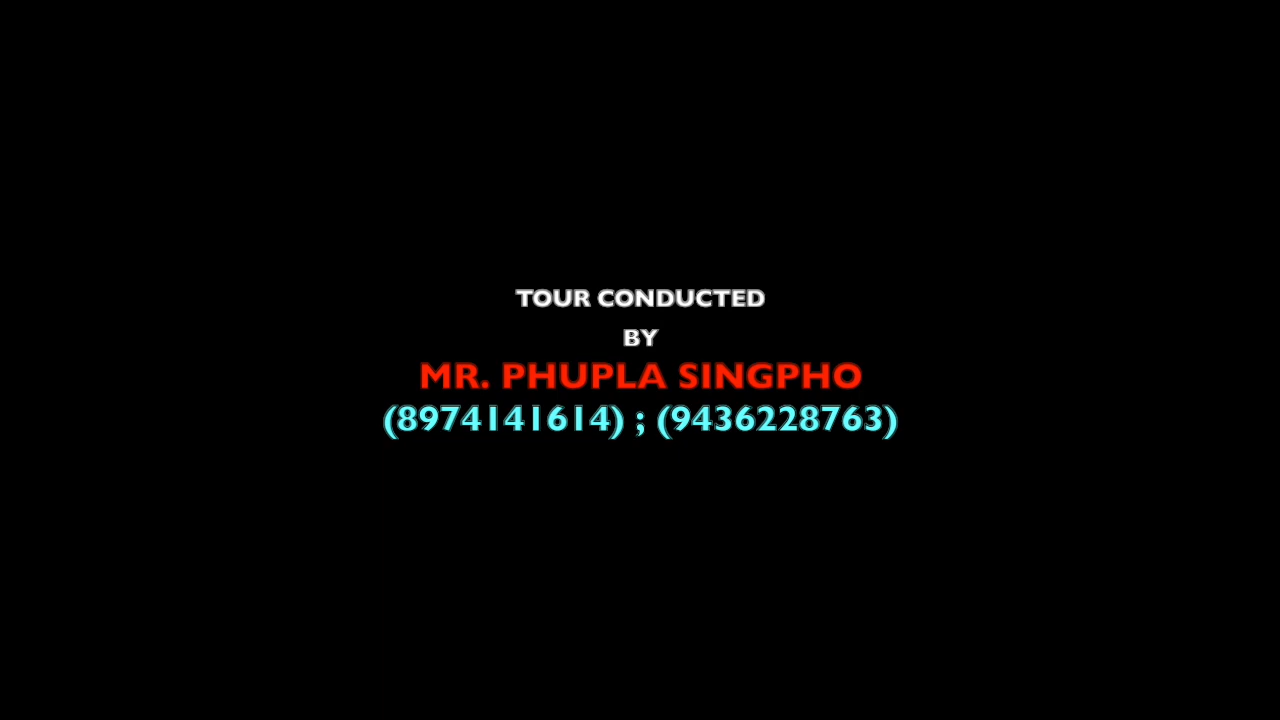 TOUR CONDUCTED
BY
MR. PHUPLA SINGPHO
(8974141614) ; (9436228763)